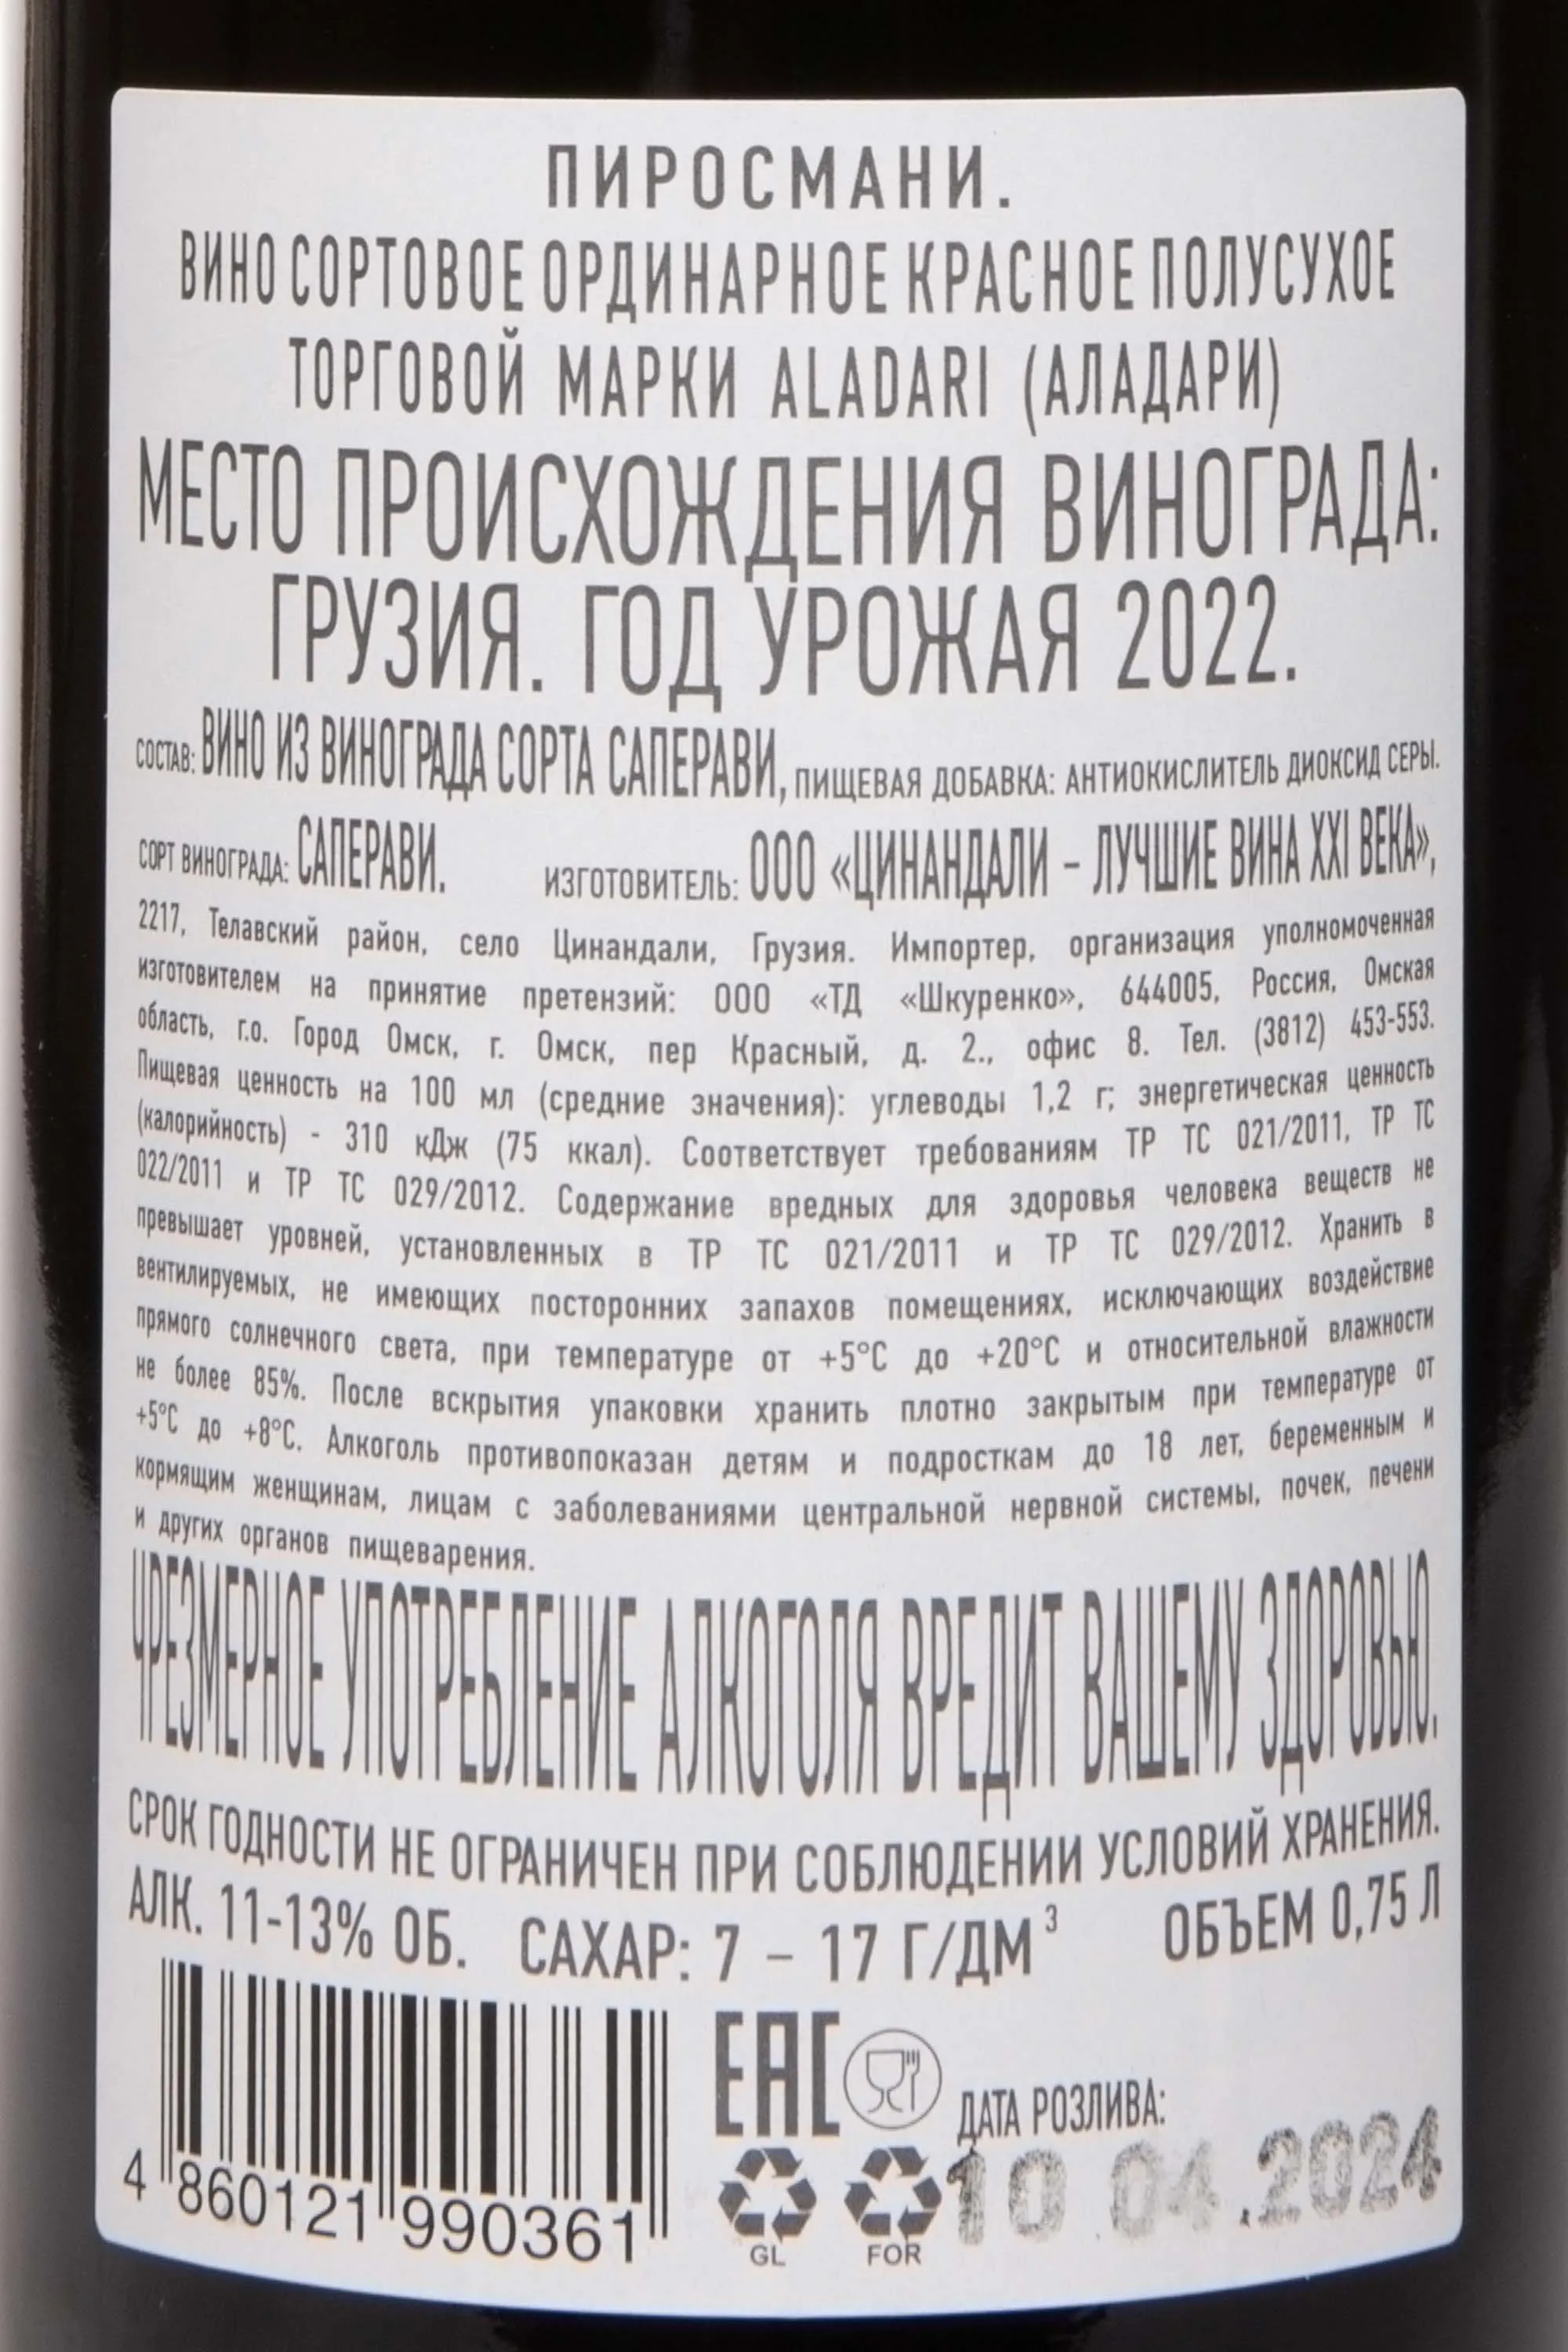 ПИРОСМАНИ.
ВИНО СОРТОВОЕ ОРДИНАРНОЕ КРАСНОЕ ПОЛУСУХОЕ
ТОРГОВОЙ МАРКИ ALADARI (АЛАДАРИ)
МЕСТО ПРОИСХОЖДЕНИЯ ВИНОГРАДА:
ГРУЗИЯ. ГОД УРОЖАЯ 2022.
СОСТАВ: ВИНО ИЗ ВИНОГРАДА СОРТА САПЕРАВИ, ПИЩЕВАЯ ДОБАВКА: АНТИОКИСЛИТЕЛЬ ДИОКСИД СЕРЫ.
СОРТ ВИНОГРАДА: САПЕРАВИ. ИЗГОТОВИТЕЛЬ: ООО «ЦИНАНДАЛИ – ЛУЧШИЕ ВИНА XXI ВЕКА»,
2217, Телавский район, село Цинандали, Грузия. Импортер, организация уполномоченная
изготовителем на принятие претензий: ООО «ТД «Шкуренко», 644005, Россия, Омская
область, г.о. Город Омск, г. Омск, пер Красный, д. 2., офис 8. Тел. (3812) 453-553.
Пищевая ценность на 100 мл (средние значения): углеводы 1,2 г; энергетическая ценность
(калорийность) - 310 кДж (75 ккал). Соответствует требованиям ТР ТС 021/2011, ТР ТС
022/2011 и ТР ТС 029/2012. Содержание вредных для здоровья человека веществ не
превышает уровней, установленных в ТР ТС 021/2011 и ТР ТС 029/2012. Хранить в
вентилируемых, не имеющих посторонних запахов помещениях, исключающих воздействие
прямого солнечного света, при температуре от +5°С до +20°С и относительной влажности
не более 85%. После вскрытия упаковки хранить плотно закрытым при температуре от
+5°С до +8°С. Алкоголь противопоказан детям и подросткам до 18 лет, беременным и
кормящим женщинам, лицам с заболеваниями центральной нервной системы, почек, печени
и других органов пищеварения.
ЧРЕЗМЕРНОЕ УПОТРЕБЛЕНИЕ АЛКОГОЛЯ ВРЕДИТ ВАШЕМУ ЗДОРОВЬЮ.
СРОК ГОДНОСТИ НЕ ОГРАНИЧЕН ПРИ СОБЛЮДЕНИИ УСЛОВИЙ ХРАНЕНИЯ.
АЛК. 11-13% ОБ. САХАР: 7 – 17 Г/ДМ³ ОБЪЕМ 0,75 Л
EAC
ДАТА РОЗЛИВА:
10.04.2024
4 860121 990361
GL FOR